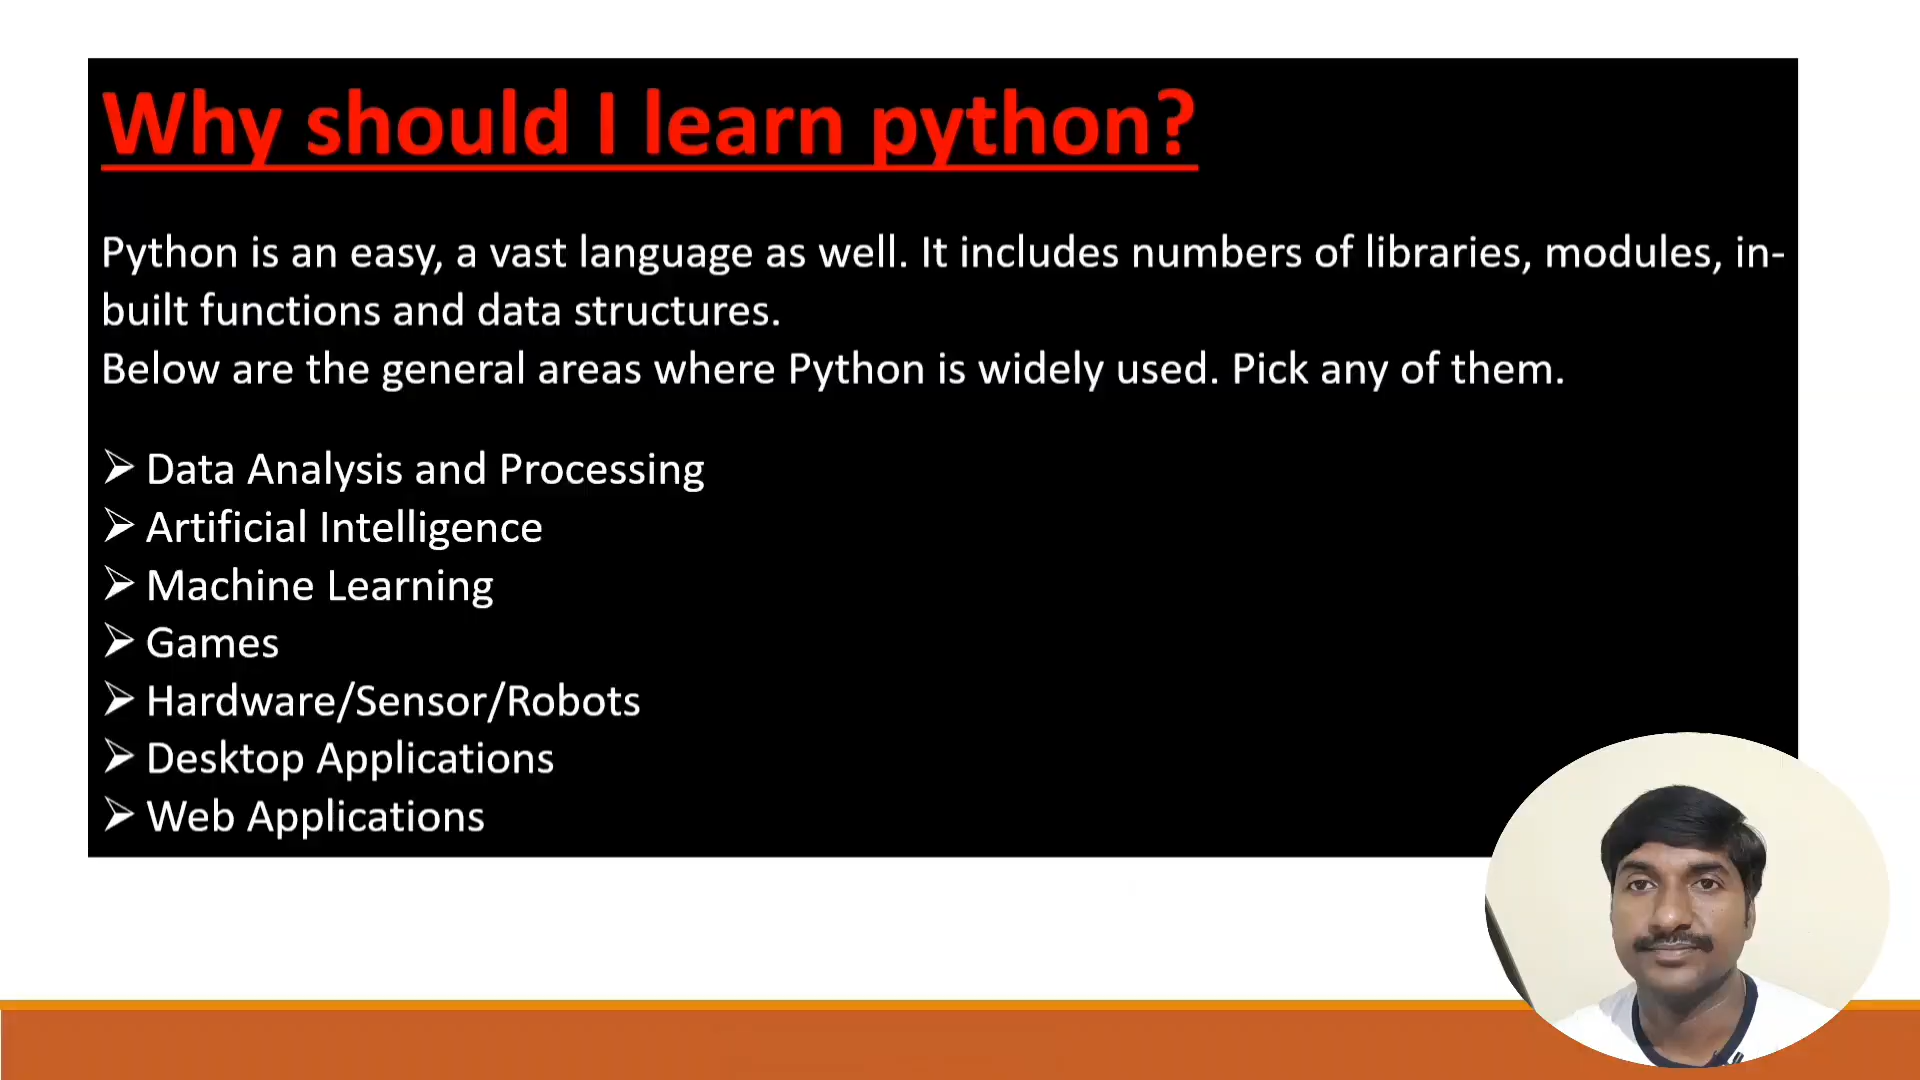 Why should I learn python?
Python is an easy, a vast language as well. It includes numbers of libraries, modules, in-
built functions and data structures.
Below are the general areas where Python is widely used. Pick any of them.
➢ Data Analysis and Processing
➢ Artificial Intelligence
➢ Machine Learning
➢ Games
➢ Hardware/Sensor/Robots
➢ Desktop Applications
➢ Web Applications